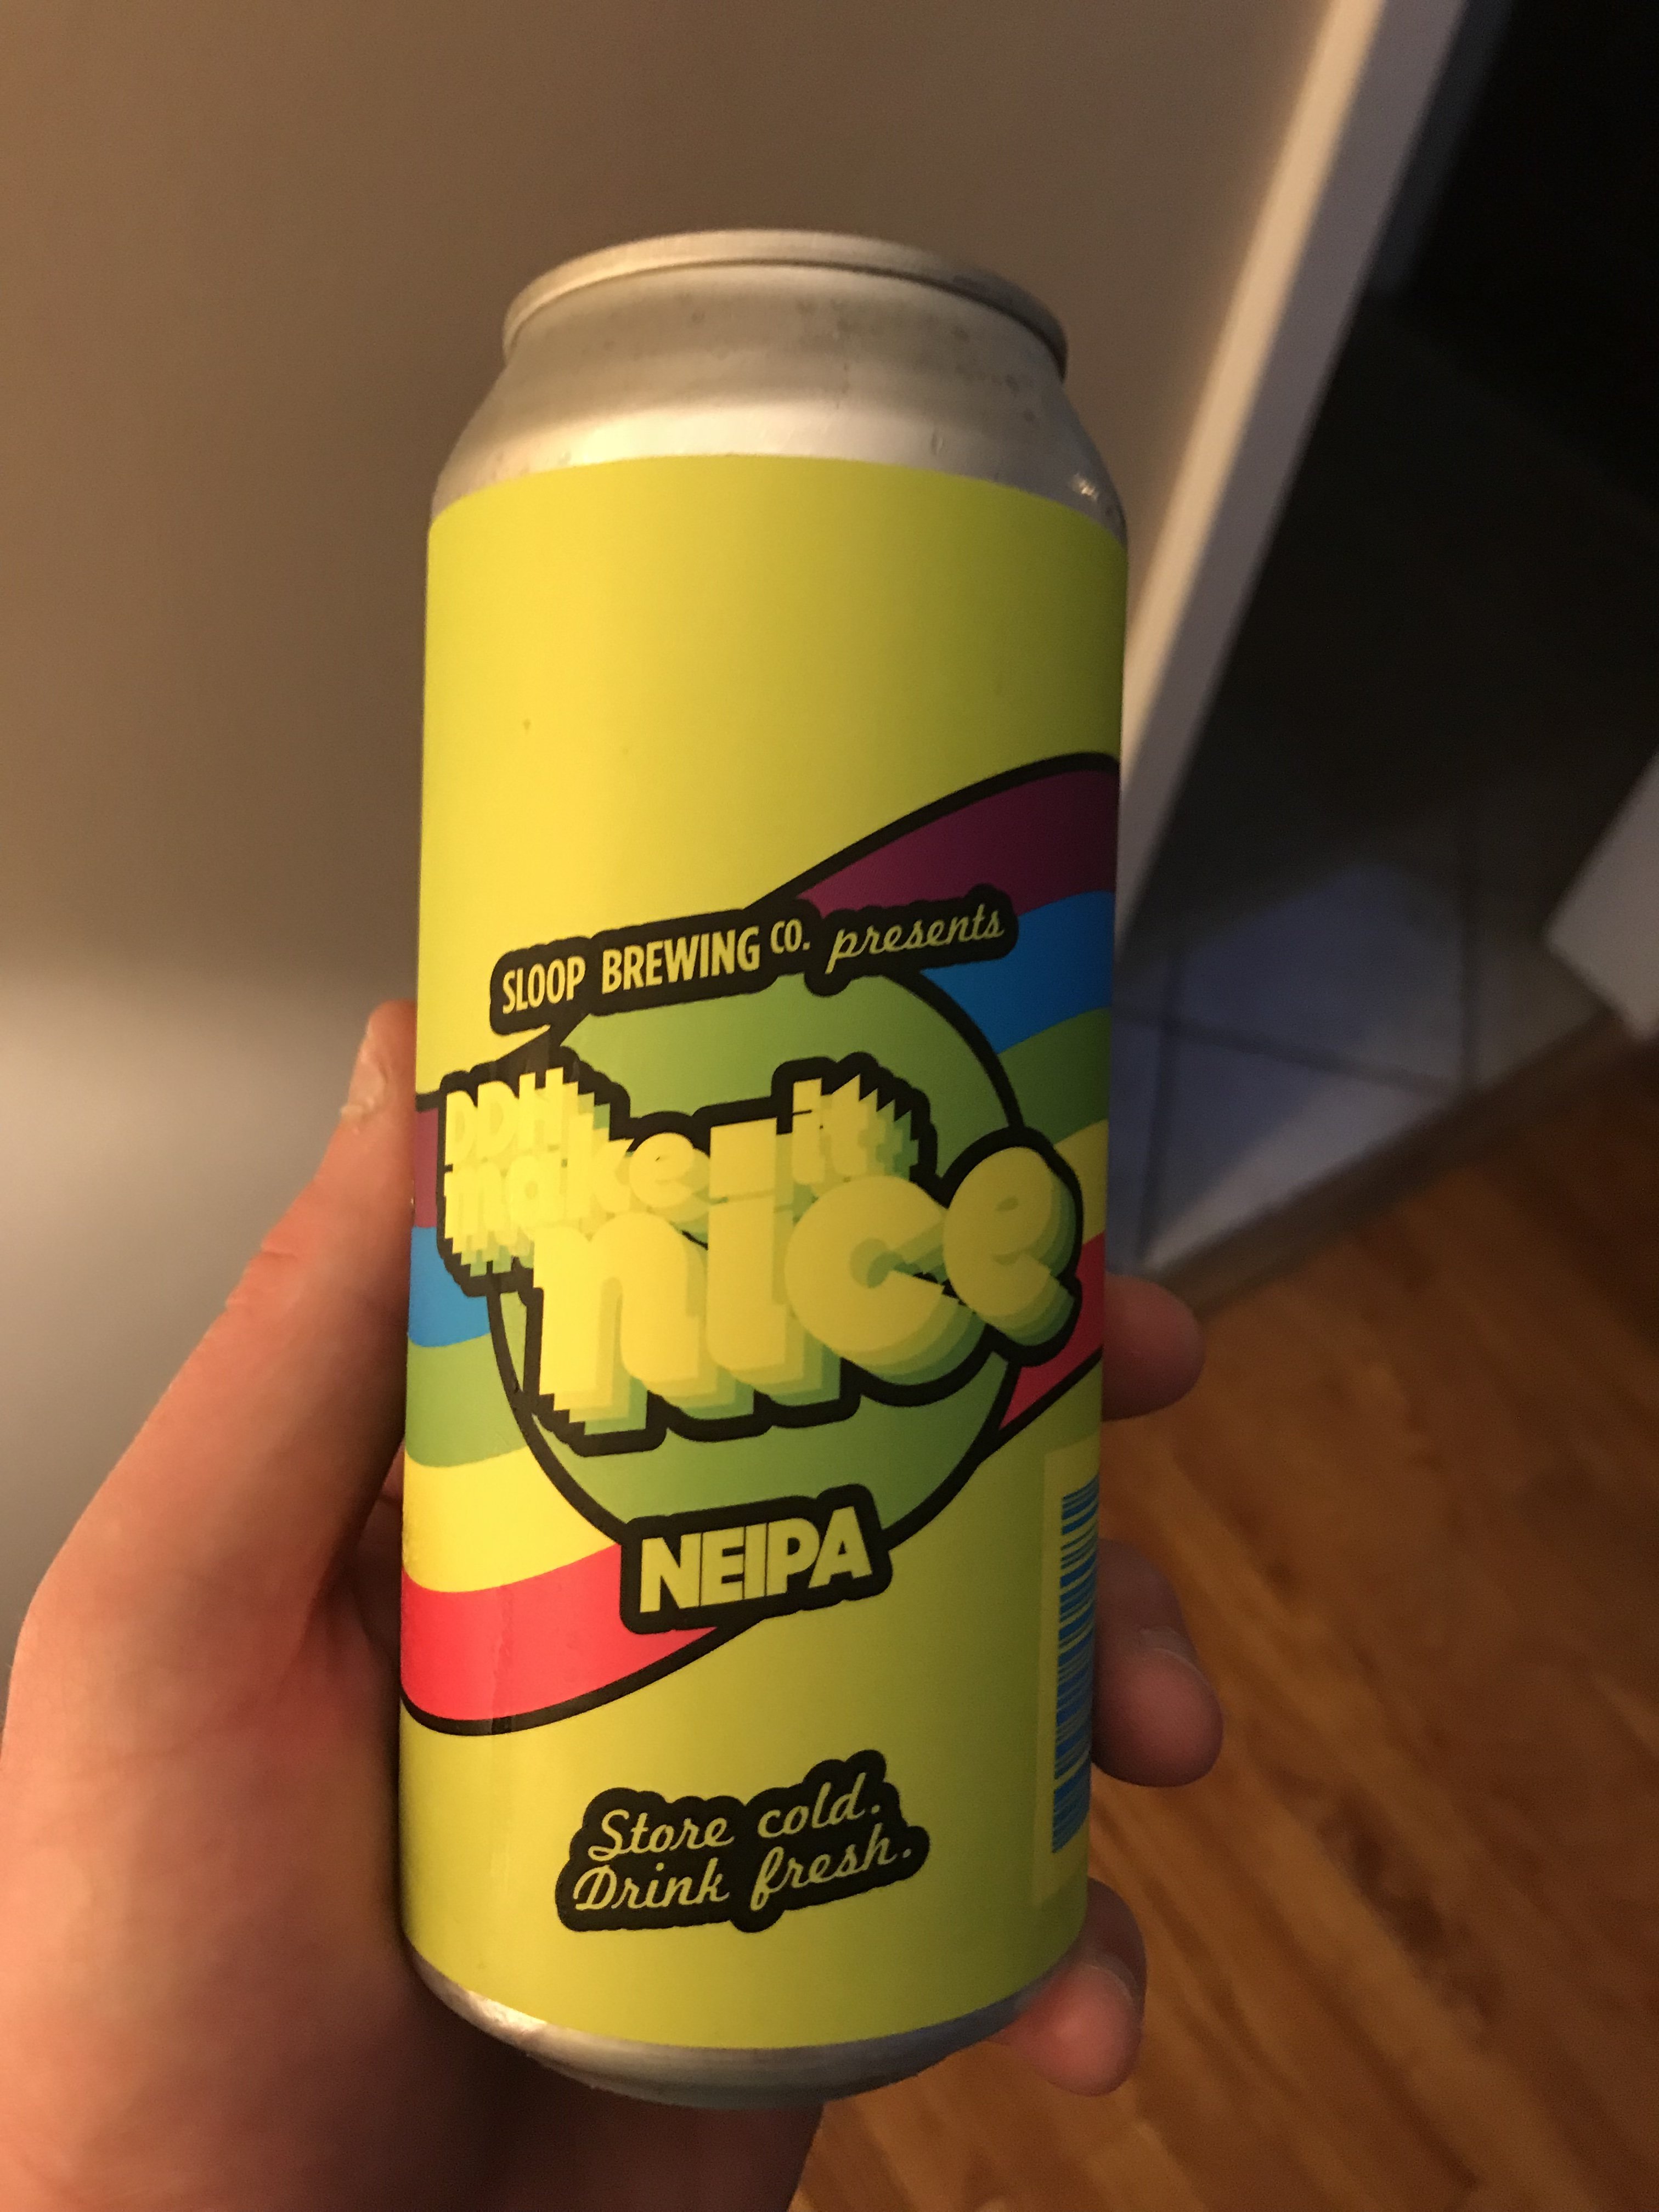 SLOOP BREWING CO. presents
DDH
make it
nice
NEIPA
Store cold.
Drink fresh.